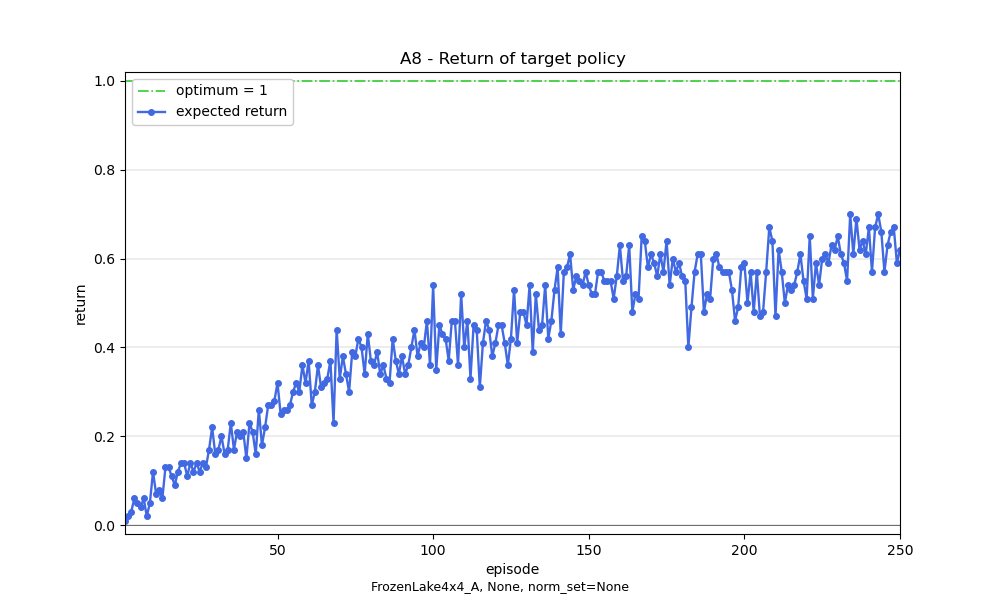 A8 - Return of target policy
optimum = 1
expected return
1.0
0.8
0.6
0.4
0.2
0.0
return
50
100
150
200
250
episode
FrozenLake4x4_A, None, norm_set=None